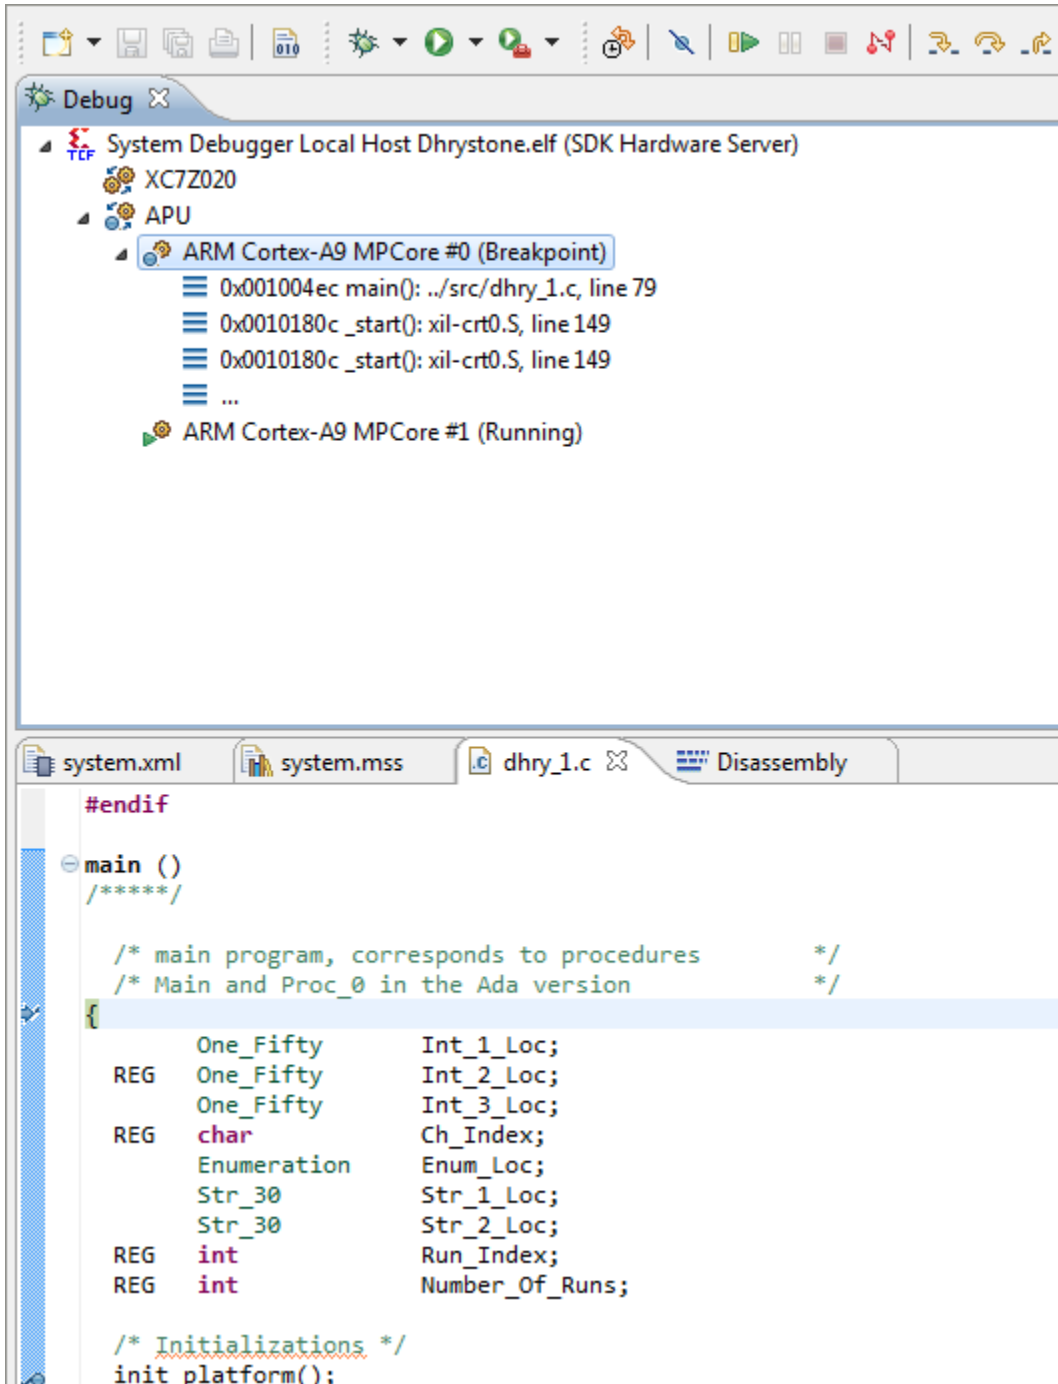 010
Debug
TCF System Debugger Local Host Dhrystone.elf (SDK Hardware Server)
XC7Z020
APU
ARM Cortex-A9 MPCore #0 (Breakpoint)
0x001004ec main(): ../src/dhry_1.c, line 79
0x0010180c _start(): xil-crt0.S, line 149
0x0010180c _start(): xil-crt0.S, line 149
...
ARM Cortex-A9 MPCore #1 (Running)
system.xml system.mss .c dhry_1.c Disassembly
#endif
main ()
/*****/
/* main program, corresponds to procedures */
/* Main and Proc_0 in the Ada version */
{
One_Fifty Int_1_Loc;
REG One_Fifty Int_2_Loc;
One_Fifty Int_3_Loc;
REG char Ch_Index;
Enumeration Enum_Loc;
Str_30 Str_1_Loc;
Str_30 Str_2_Loc;
REG int Run_Index;
REG int Number_Of_Runs;
/* Initializations */
init_platform();